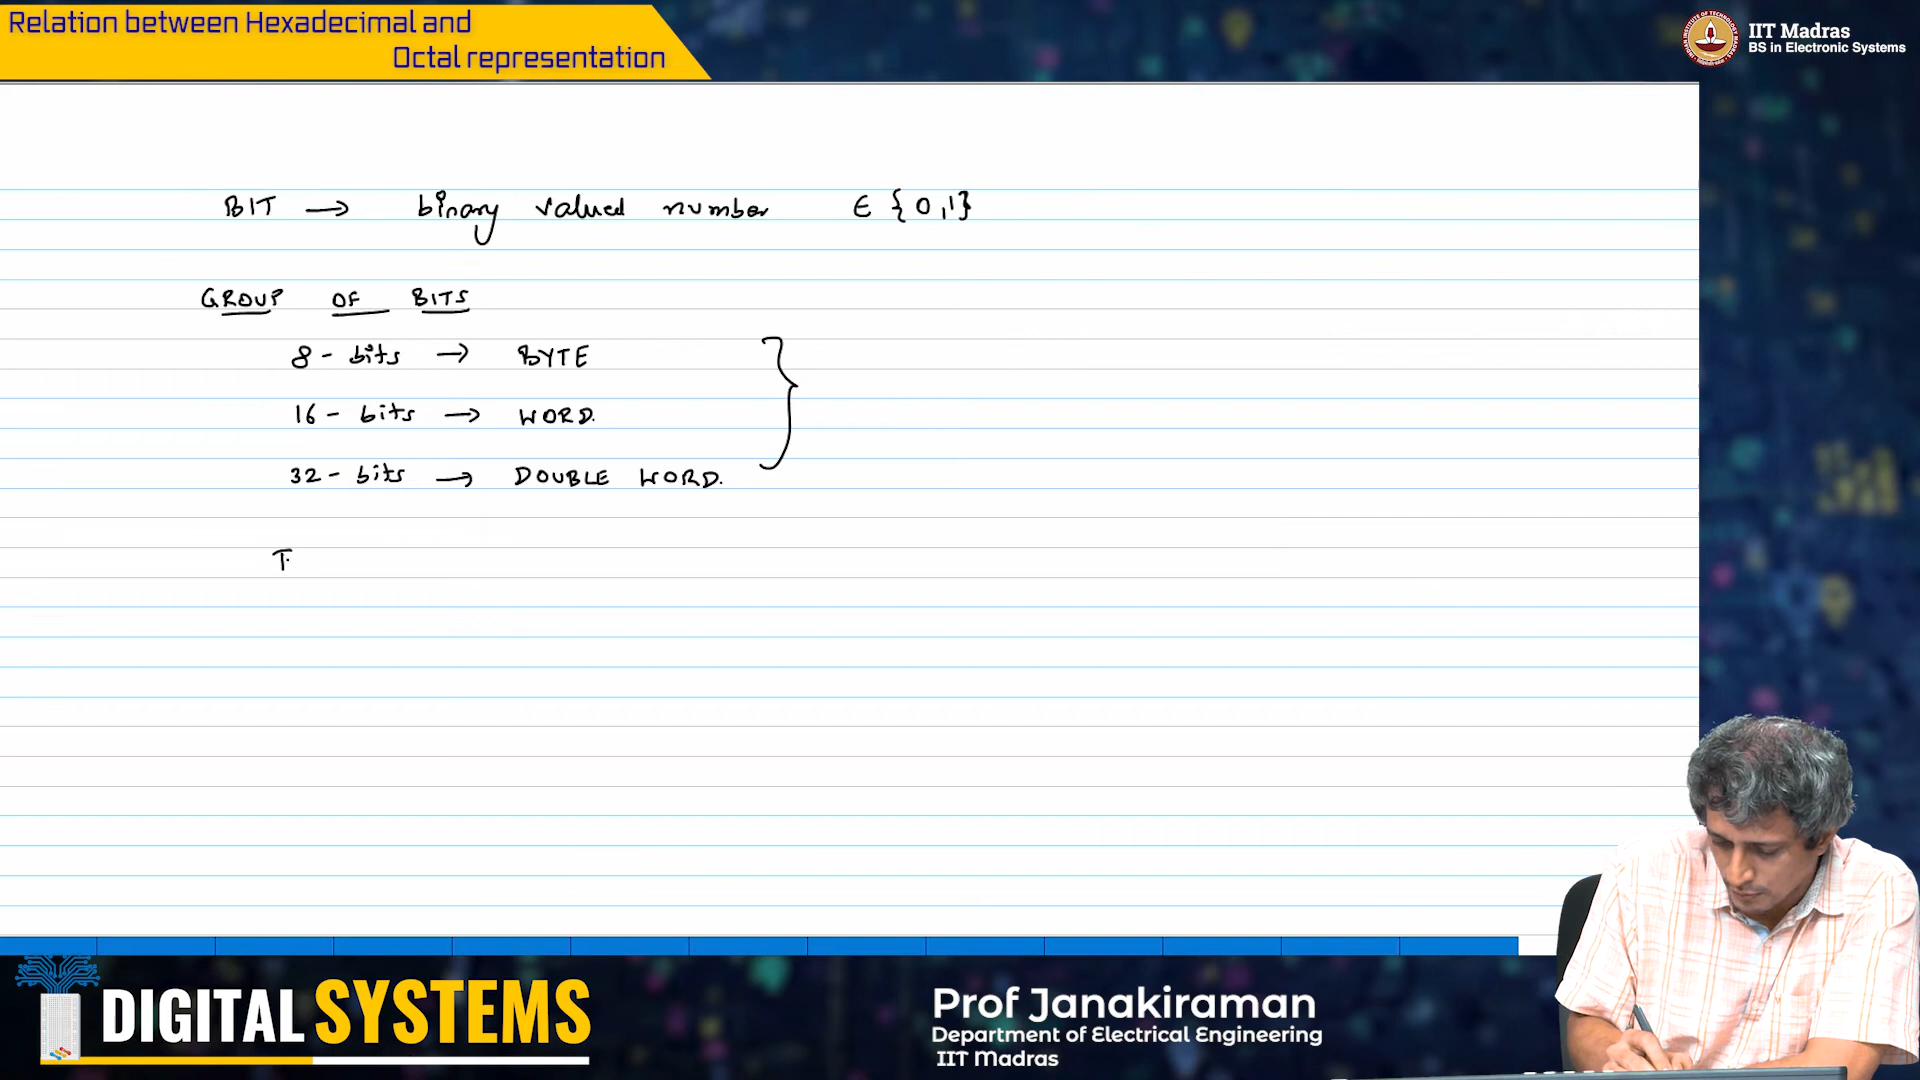 Relation between Hexadecimal and
Octal representation
IIT Madras
BS in Electronic Systems
BIT → binary valued number ∈ {0,1}
GROUP OF BITS
8 - bits → BYTE
16 - bits → WORD.
32 - bits → DOUBLE WORD.
T
DIGITAL SYSTEMS
Prof Janakiraman
Department of Electrical Engineering
IIT Madras